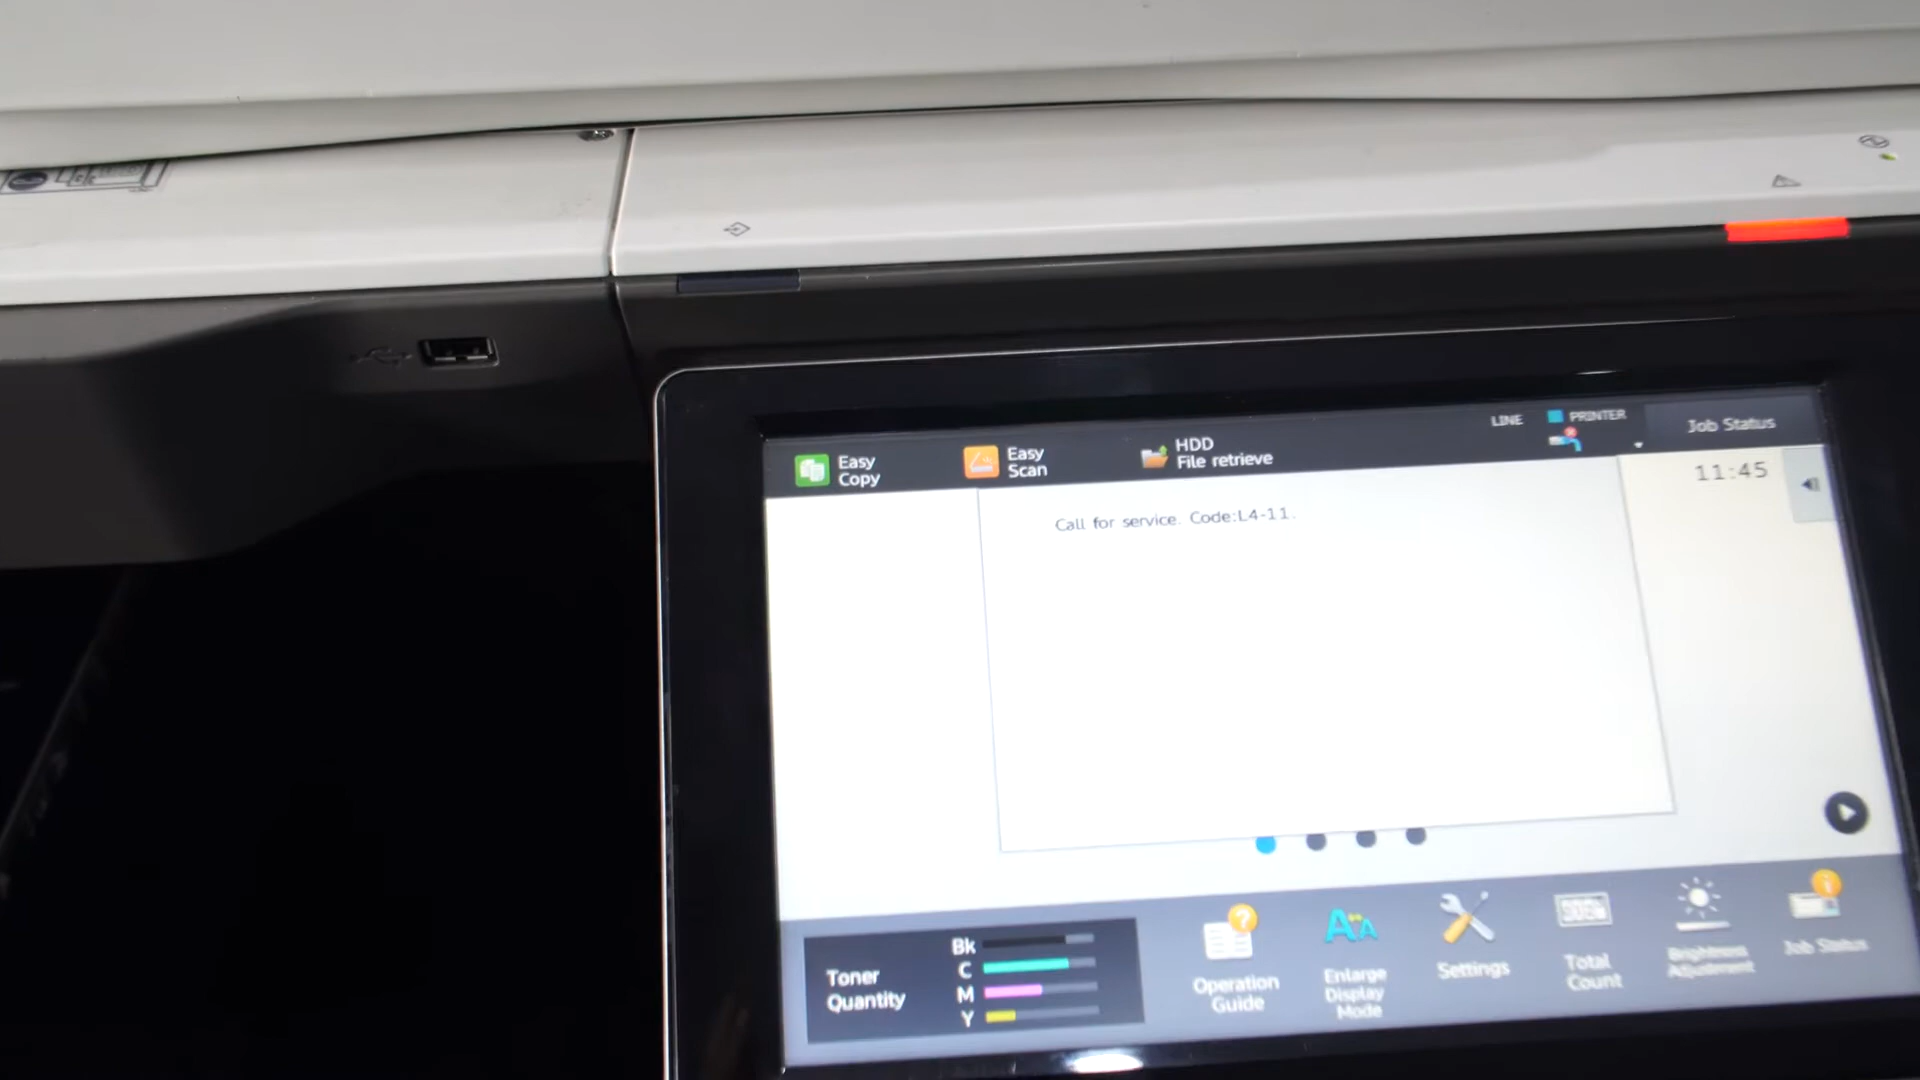 LINE
PRINTER
Job Status
Easy
Copy
Easy
Scan
HDD
File retrieve
11:45
Call for service. Code:L4-11.
Toner
Quantity
Bk
C
M
Y
Operation
Guide
Enlarge
Display
Mode
Settings
Total
Count
Brightness
Adjustment
Job Status